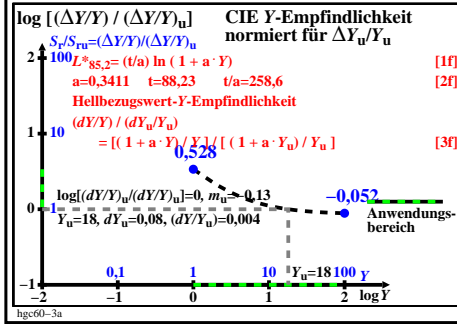 log [(ΔY/Y) / (ΔY/Y)u]
CIE Y-Empfindlichkeit
normiert für ΔYu/Yu
Sr/Sru=(ΔY/Y)/(ΔY/Y)u
L*85,2=(t/a) ln ( 1 + a·Y) [1f]
a=0,3411 t=88,23 t/a=258,6 [2f]
Hellbezugswert-Y-Empfindlichkeit
(dY/Y) / (dYu/Yu)
= [( 1 + a·Y) / Y ] / [ ( 1 + a·Yu) / Yu ] [3f]
2 100
1 10
0 1
−1
0,528
−0,052
log[(dY/Y)u/(dY/Y)]=0, mu=−0,13
Yu=18, dYu=0,08, (dY/Yu)=0,004
Anwendungs-
bereich
0,1 1 10 Yu=18 100 Y
−2 −1 0 1 2 log Y
hgc60-3a